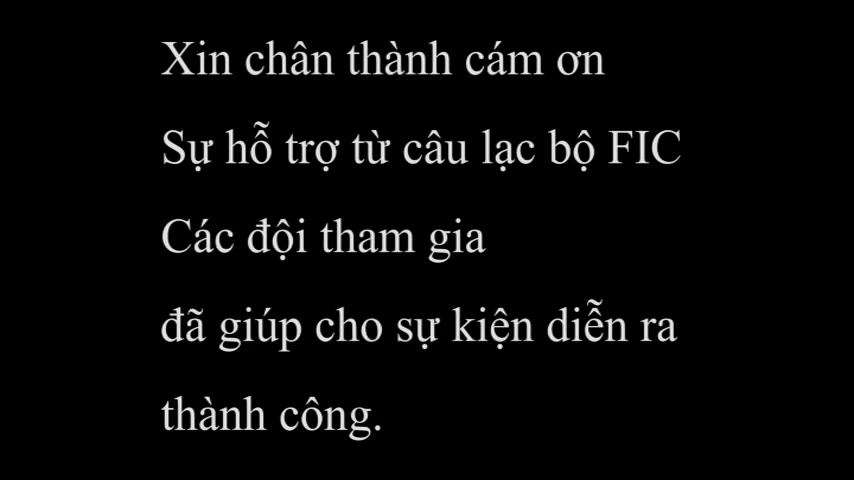 Xin chân thành cám ơn
Sự hỗ trợ từ câu lạc bộ FIC
Các đội tham gia
đã giúp cho sự kiện diễn ra
thành công.